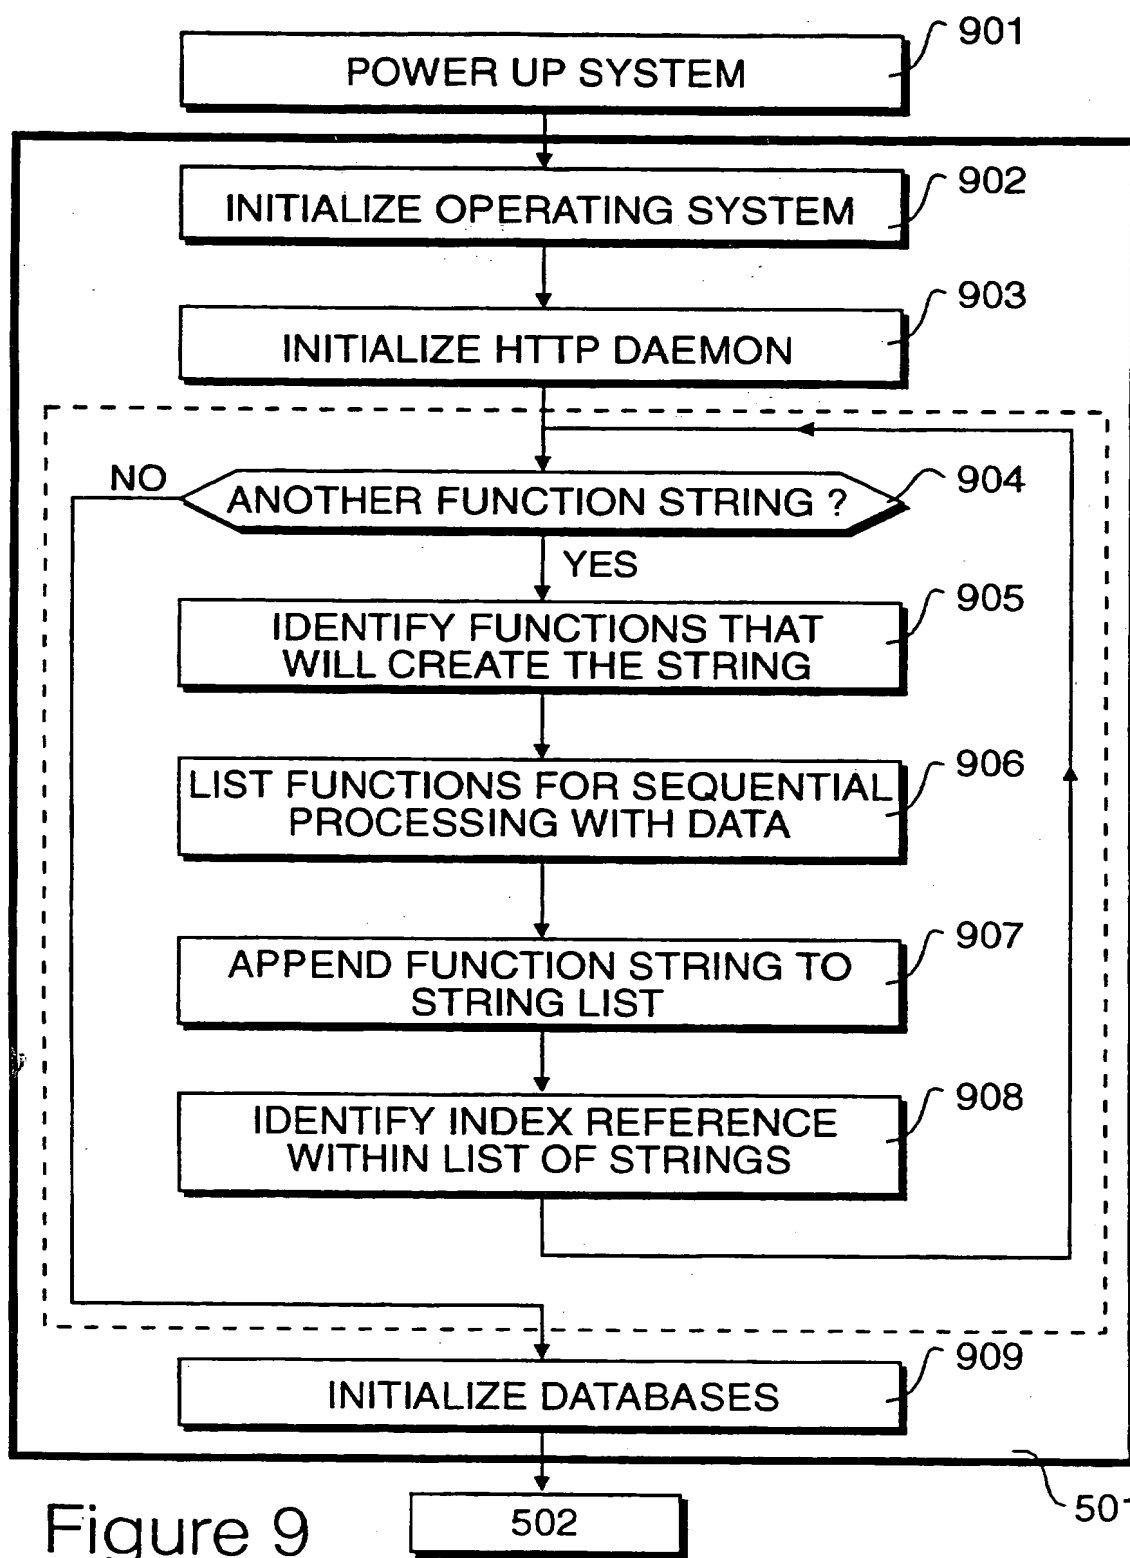 901
POWER UP SYSTEM
902
INITIALIZE OPERATING SYSTEM
903
INITIALIZE HTTP DAEMON
NO
ANOTHER FUNCTION STRING ?
904
YES
905
IDENTIFY FUNCTIONS THAT
WILL CREATE THE STRING
906
LIST FUNCTIONS FOR SEQUENTIAL
PROCESSING WITH DATA
907
APPEND FUNCTION STRING TO
STRING LIST
908
IDENTIFY INDEX REFERENCE
WITHIN LIST OF STRINGS
909
INITIALIZE DATABASES
501
502
Figure 9